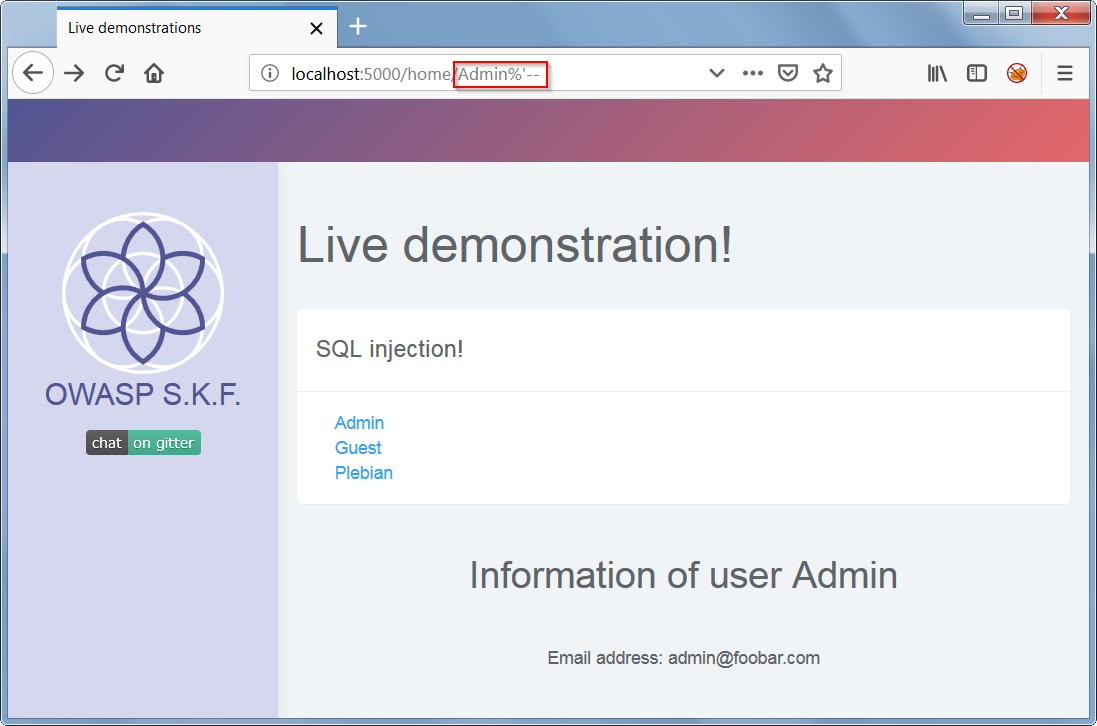 Live demonstrations
localhost:5000/home/Admin%'--
Live demonstration!
SQL injection!
OWASP S.K.F.
chat on gitter
Admin
Guest
Plebian
Information of user Admin
Email address: admin@foobar.com